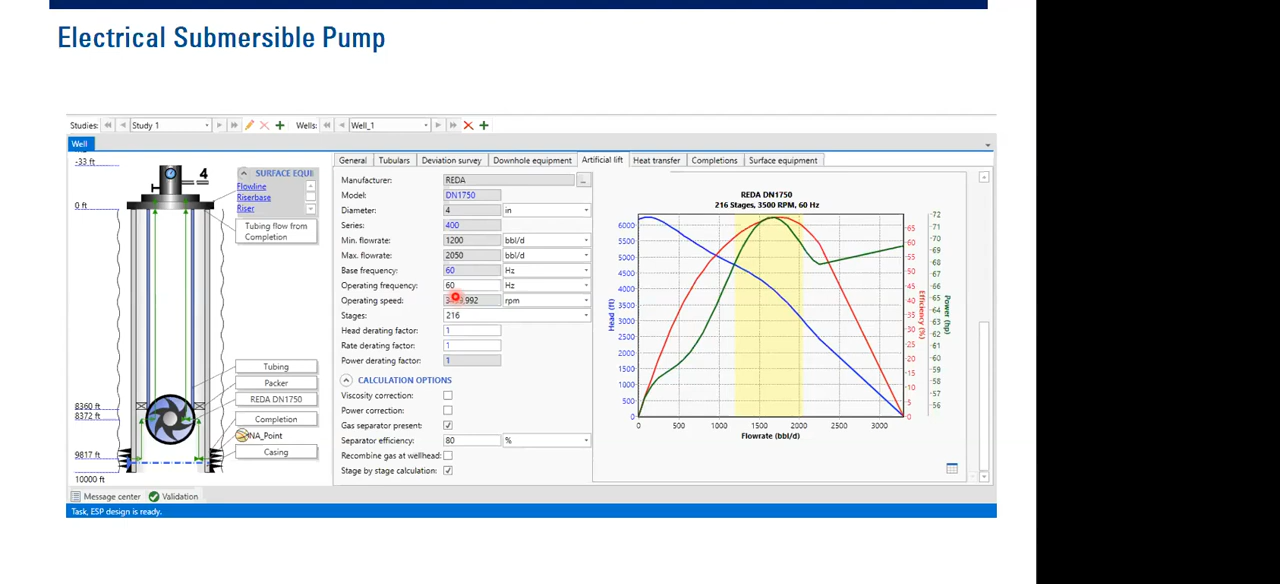 Electrical Submersible Pump
Studies: Study 1 Wells: Well_1
Well
General Tubulars Deviation survey Downhole equipment Artificial lift Heat transfer Completions Surface equipment
-33 ft
4
0 ft
SURFACE EQUI
Flowline
Riserbase
Riser
Tubing flow from
Completion
Tubing
Packer
8360 ft
REDA DN1750
8372 ft
Completion
NA_Point
9817 ft
Casing
10000 ft
Manufacturer: REDA ...
Model: DN1750
Diameter: 4 in
Series: 400
Min. flowrate: 1200 bbl/d
Max. flowrate: 2050 bbl/d
Base frequency: 60 Hz
Operating frequency: 60 Hz
Operating speed: rpm
Stages: 216
Head derating factor: 1
Rate derating factor: 1
Power derating factor: 1
CALCULATION OPTIONS
Viscosity correction:
Power correction:
Gas separator present:
Separator efficiency: 80 %
Recombine gas at wellhead:
Stage by stage calculation:
REDA DN1750
216 Stages, 3500 RPM, 60 Hz
Head (ft)
6000
5500
5000
4500
4000
3500
3000
2500
2000
1500
1000
500
0
0 500 1000 1500 2000 2500 3000
Flowrate (bbl/d)
65
60
55
50
45
40
35
30
25
20
15
10
5
0
Efficiency (%)
72
71
70
69
68
67
66
65
64
63
62
61
60
59
58
57
56
Power (hp)
Message center Validation
Task, ESP design is ready.